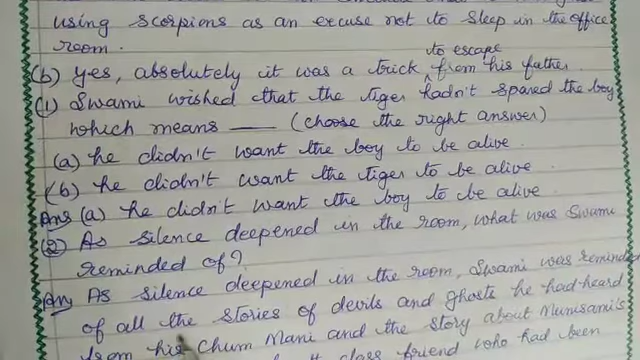 using scorpions as an excuse not to sleep in the office
room.
to escape
(b) yes, absolutely it was a trick ^ from his father.
(1) Swami wished that the tiger hadn't spared the boy
which means ___ (choose the right answer)
(a) he didn't want the boy to be alive.
(b) he didn't want the tiger to be alive.
Ans (a) he didn't want the boy to be alive
(2) As silence deepened in the room, what was Swami
reminded of?
Any As silence deepened in the room, Swami was reminded
of all the stories of devils and ghosts he had heard
from his chum Mani and the story about Munisami's
class friend who had been